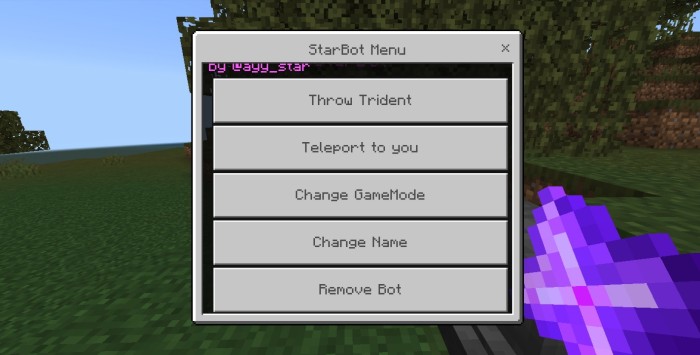 StarBot Menu
by @ayy_star
Throw Trident
Teleport to you
Change GameMode
Change Name
Remove Bot